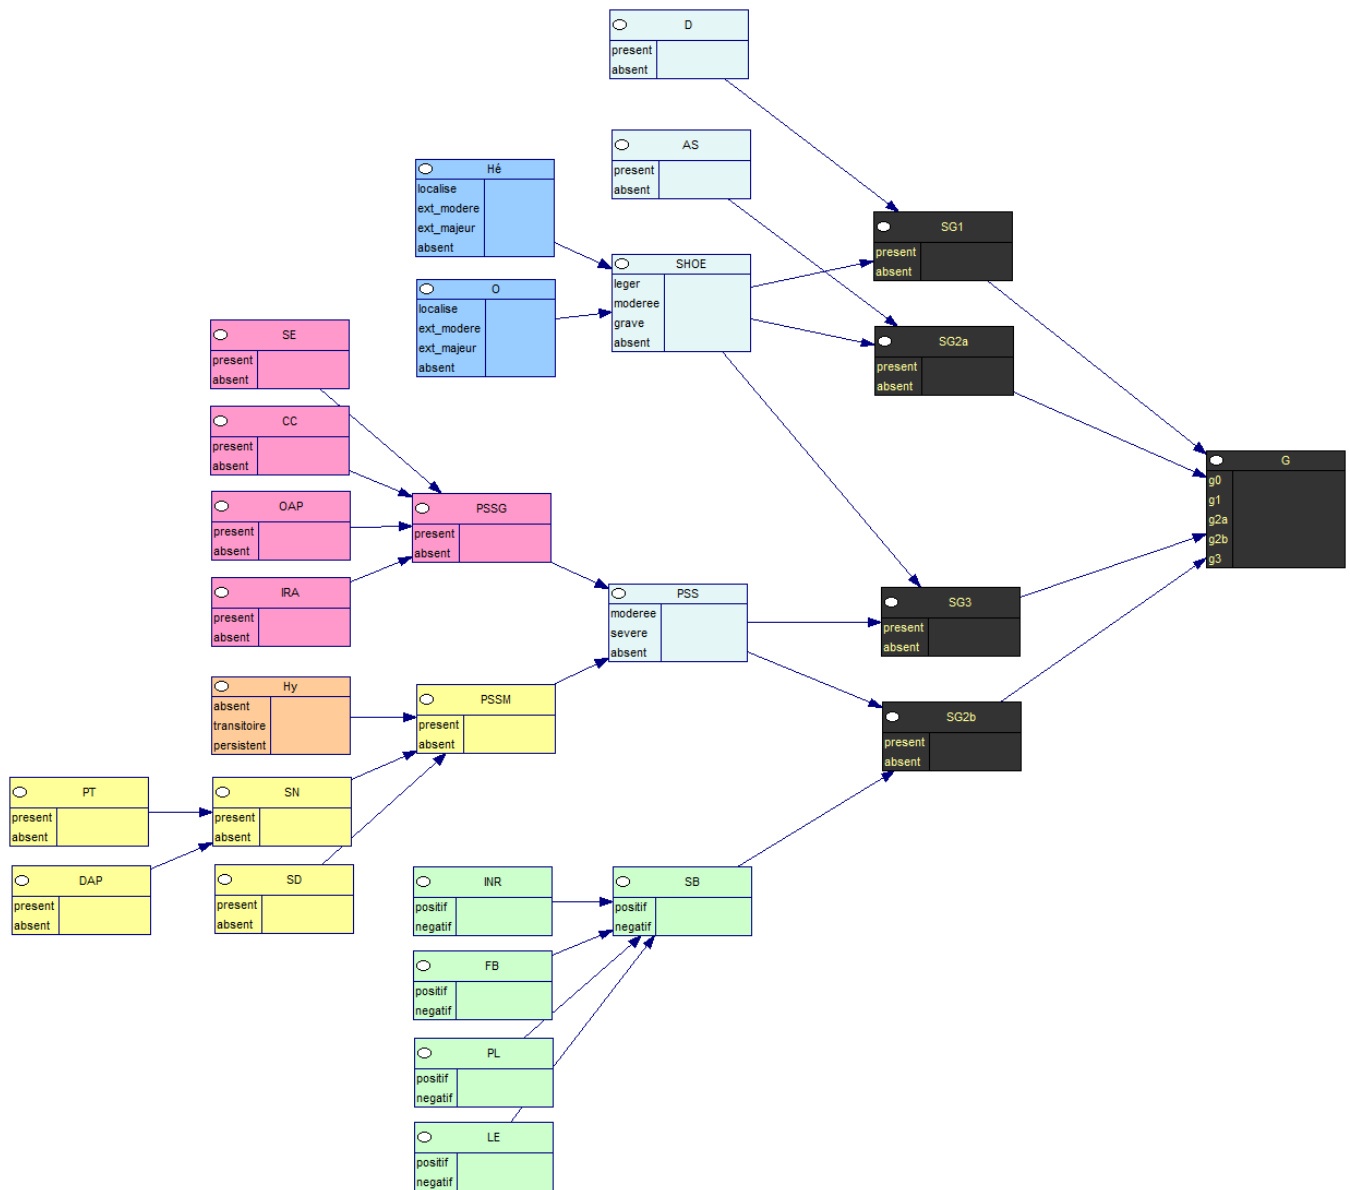 D
present
absent
AS
present
absent
Hé
localise
ext_modere
ext_majeur
absent
SG1
present
absent
SHOE
leger
moderee
grave
absent
O
localise
ext_modere
ext_majeur
absent
SE
present
absent
SG2a
present
absent
CC
present
absent
G
g0
g1
g2a
g2b
g3
OAP
present
absent
PSSG
present
absent
IRA
present
absent
PSS
moderee
severe
absent
SG3
present
absent
Hy
absent
transitoire
persistent
PSSM
present
absent
SG2b
present
absent
PT
present
absent
SN
present
absent
DAP
present
absent
SD
present
absent
INR
positif
negatif
SB
positif
negatif
FB
positif
negatif
PL
positif
negatif
LE
positif
negatif